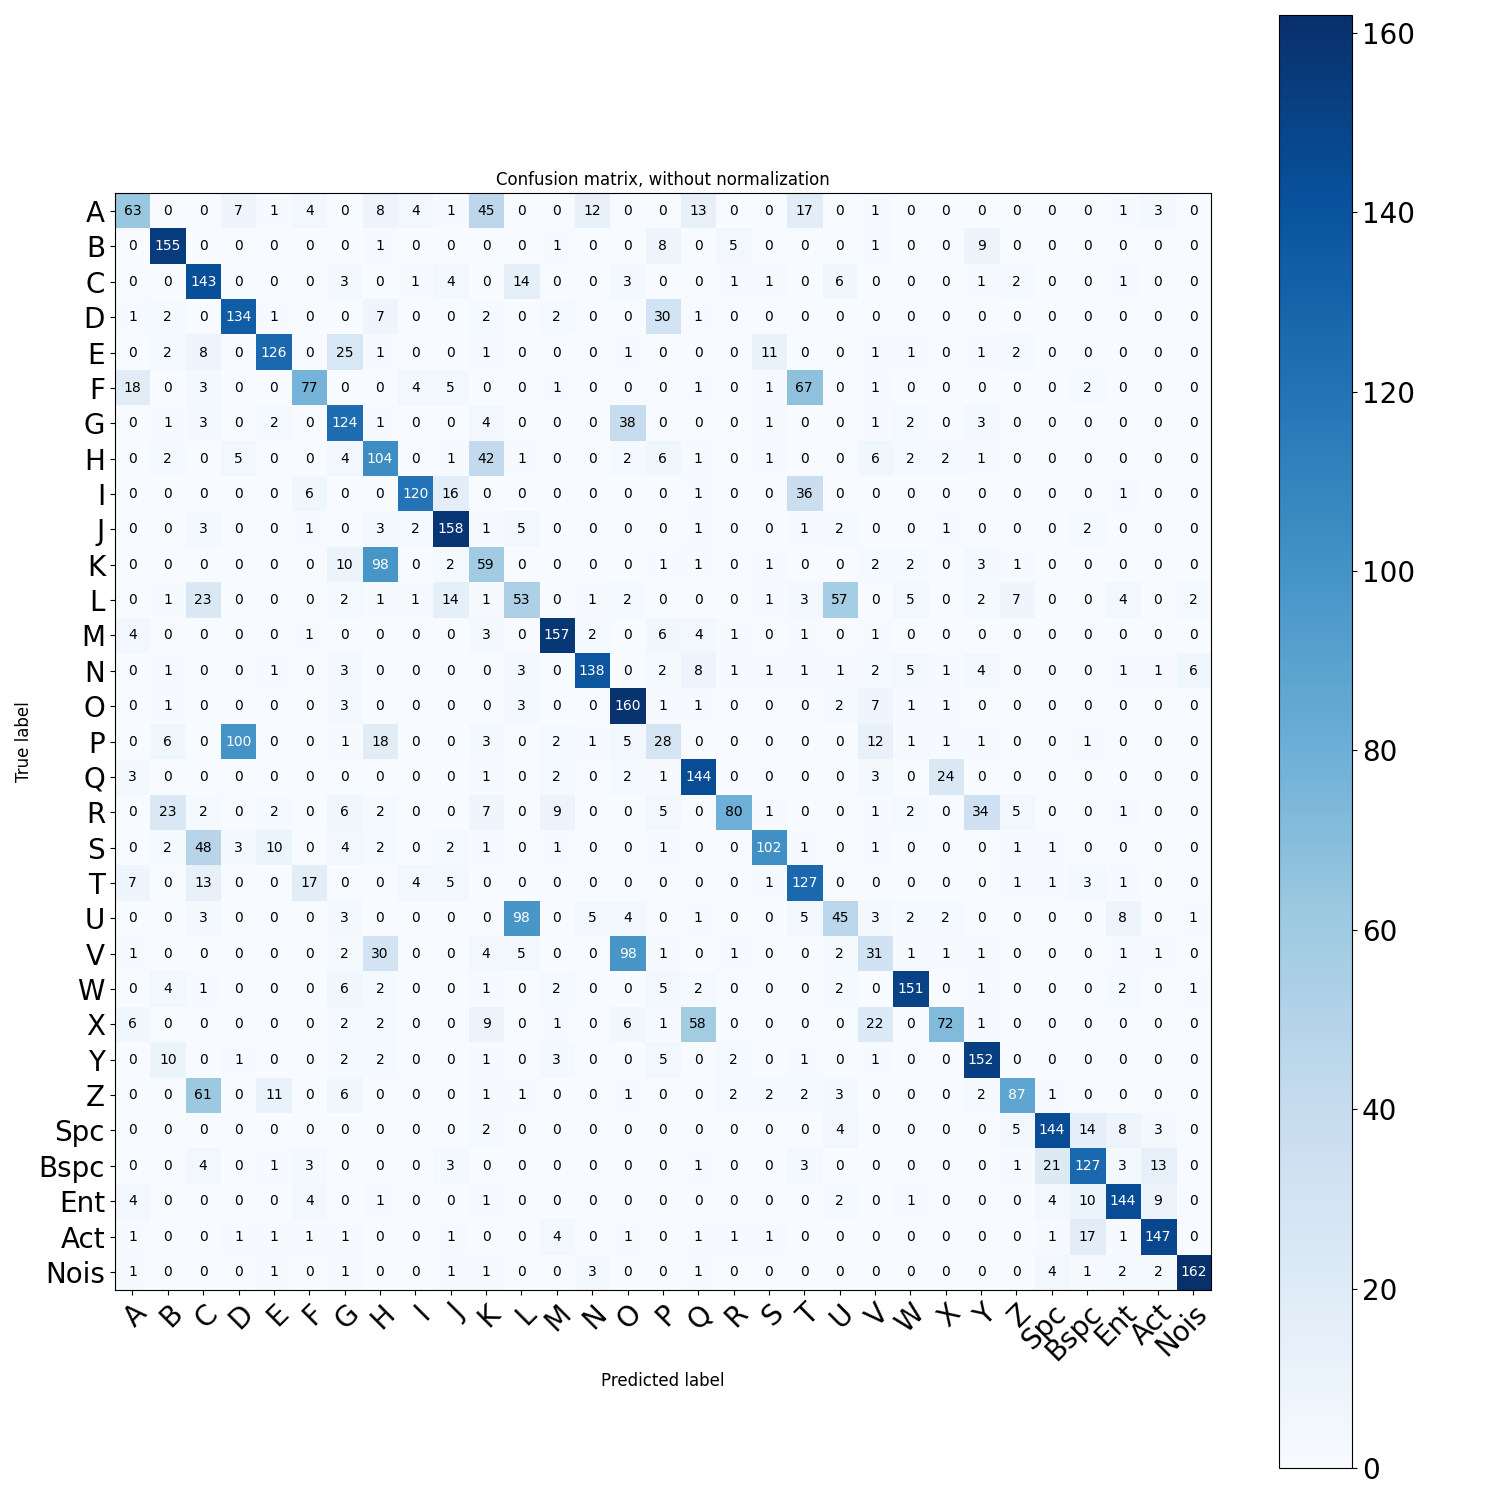 Confusion matrix, without normalization
A 63 0 0 7 1 4 0 8 4 1 45 0 0 12 0 0 13 0 0 17 0 1 0 0 0 0 0 0 1 3 0
B 0 155 0 0 0 0 0 1 0 0 0 0 1 0 0 8 0 5 0 0 0 1 0 0 9 0 0 0 0 0 0
C 0 0 143 0 0 0 3 0 1 4 0 14 0 0 3 0 0 1 1 0 6 0 0 0 1 2 0 0 1 0 0
D 1 2 0 134 1 0 0 7 0 0 2 0 2 0 0 30 1 0 0 0 0 0 0 0 0 0 0 0 0 0 0
E 0 2 8 0 126 0 25 1 0 0 1 0 0 0 1 0 0 0 11 0 0 1 1 0 1 2 0 0 0 0 0
F 18 0 3 0 0 77 0 0 4 5 0 0 1 0 0 0 1 0 1 67 0 1 0 0 0 0 0 2 0 0 0
G 0 1 3 0 2 0 124 1 0 0 4 0 0 0 38 0 0 0 1 0 0 1 2 0 3 0 0 0 0 0 0
H 0 2 0 5 0 0 4 104 0 1 42 1 0 0 2 6 1 0 1 0 0 6 2 2 1 0 0 0 0 0 0
I 0 0 0 0 0 6 0 0 120 16 0 0 0 0 0 0 1 0 0 36 0 0 0 0 0 0 0 0 1 0 0
J 0 0 3 0 0 1 0 3 2 158 1 5 0 0 0 0 1 0 0 1 2 0 0 1 0 0 0 2 0 0 0
K 0 0 0 0 0 0 10 98 0 2 59 0 0 0 0 1 1 0 1 0 0 2 2 0 3 1 0 0 0 0 0
L 0 1 23 0 0 0 2 1 1 14 1 53 0 1 2 0 0 0 1 3 57 0 5 0 2 7 0 0 4 0 2
M 4 0 0 0 0 1 0 0 0 0 3 0 157 2 0 6 4 1 0 1 0 1 0 0 0 0 0 0 0 0 0
N 0 1 0 0 1 0 3 0 0 0 0 3 0 138 0 2 8 1 1 1 1 2 5 1 4 0 0 0 1 1 6
O 0 1 0 0 0 0 3 0 0 0 0 3 0 0 160 1 1 0 0 0 2 7 1 1 0 0 0 0 0 0 0
P 0 6 0 100 0 0 1 18 0 0 3 0 2 1 5 28 0 0 0 0 0 12 1 1 1 0 0 1 0 0 0
Q 3 0 0 0 0 0 0 0 0 0 1 0 2 0 2 1 144 0 0 0 0 3 0 24 0 0 0 0 0 0 0
R 0 23 2 0 2 0 6 2 0 0 7 0 9 0 0 5 0 80 1 0 0 1 2 0 34 5 0 0 1 0 0
S 0 2 48 3 10 0 4 2 0 2 1 0 1 0 0 1 0 0 102 1 0 1 0 0 0 1 1 0 0 0 0
T 7 0 13 0 0 17 0 0 4 5 0 0 0 0 0 0 0 0 1 127 0 0 0 0 0 1 1 3 1 0 0
U 0 0 3 0 0 0 3 0 0 0 0 98 0 5 4 0 1 0 0 5 45 3 2 2 0 0 0 0 8 0 1
V 1 0 0 0 0 0 2 30 0 0 4 5 0 0 98 1 0 1 0 0 2 31 1 1 1 0 0 0 1 1 0
W 0 4 1 0 0 0 6 2 0 0 1 0 2 0 0 5 2 0 0 0 2 0 151 0 1 0 0 0 2 0 1
X 6 0 0 0 0 0 2 2 0 0 9 0 1 0 6 1 58 0 0 0 0 22 0 72 1 0 0 0 0 0 0
Y 0 10 0 1 0 0 2 2 0 0 1 0 3 0 0 5 0 2 0 1 0 1 0 0 152 0 0 0 0 0 0
Z 0 0 61 0 11 0 6 0 0 0 1 1 0 0 1 0 0 2 2 2 3 0 0 0 2 87 1 0 0 0 0
Spc 0 0 0 0 0 0 0 0 0 0 2 0 0 0 0 0 0 0 0 0 4 0 0 0 0 5 144 14 8 3 0
Bspc 0 0 4 0 1 3 0 0 0 3 0 0 0 0 0 0 1 0 0 3 0 0 0 0 0 1 21 127 3 13 0
Ent 4 0 0 0 0 4 0 1 0 0 1 0 0 0 0 0 0 0 0 0 2 0 1 0 0 0 4 10 144 9 0
Act 1 0 0 1 1 1 1 0 0 1 0 0 4 0 1 0 1 1 1 0 0 0 0 0 0 0 1 17 1 147 0
Nois 1 0 0 0 1 0 1 0 0 1 1 0 0 3 0 0 1 0 0 0 0 0 0 0 0 0 4 1 2 2 162
A B C D E F G H I J K L M N O P Q R S T U V W X Y Z Spc Bspc Ent Act Nois
True label
Predicted label
160
140
120
100
80
60
40
20
0